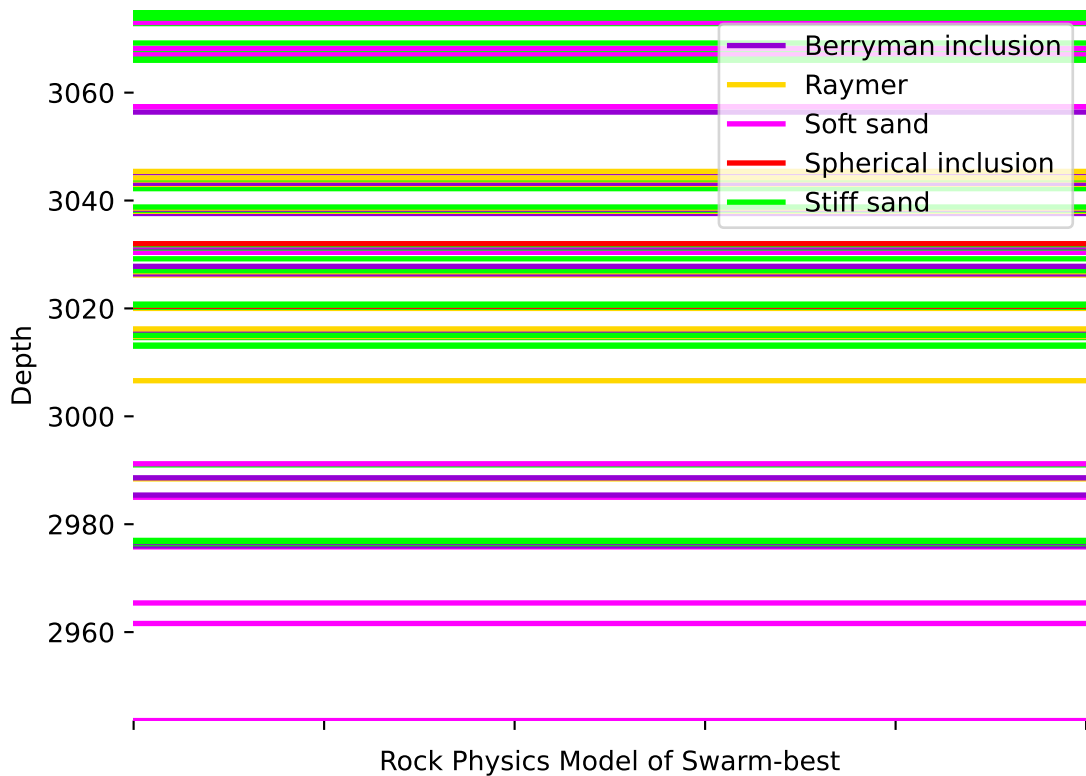 Berryman inclusion
Raymer
Soft sand
Spherical inclusion
Stiff sand
3060
3040
3020
3000
2980
2960
Depth
Rock Physics Model of Swarm-best